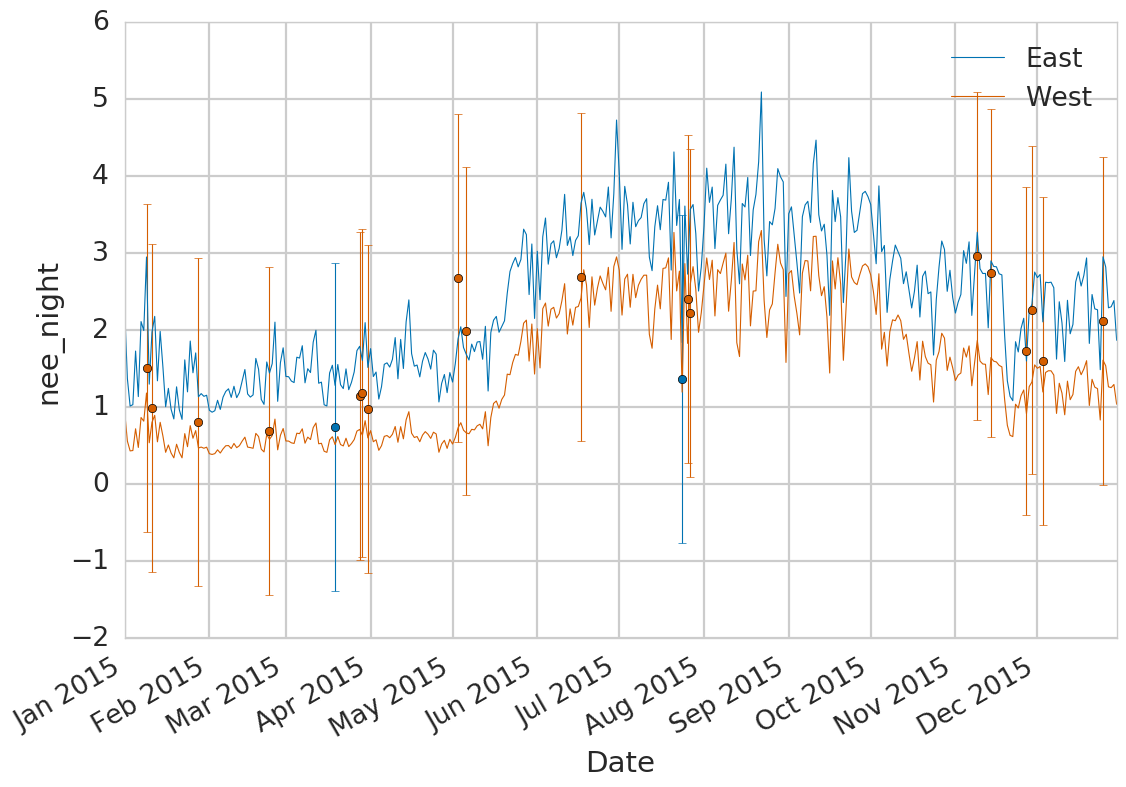 6
5
4
3
2
1
0
−1
−2
nee_night
East
West
Jan 2015
Feb 2015
Mar 2015
Apr 2015
May 2015
Jun 2015
Jul 2015
Aug 2015
Sep 2015
Oct 2015
Nov 2015
Dec 2015
Date